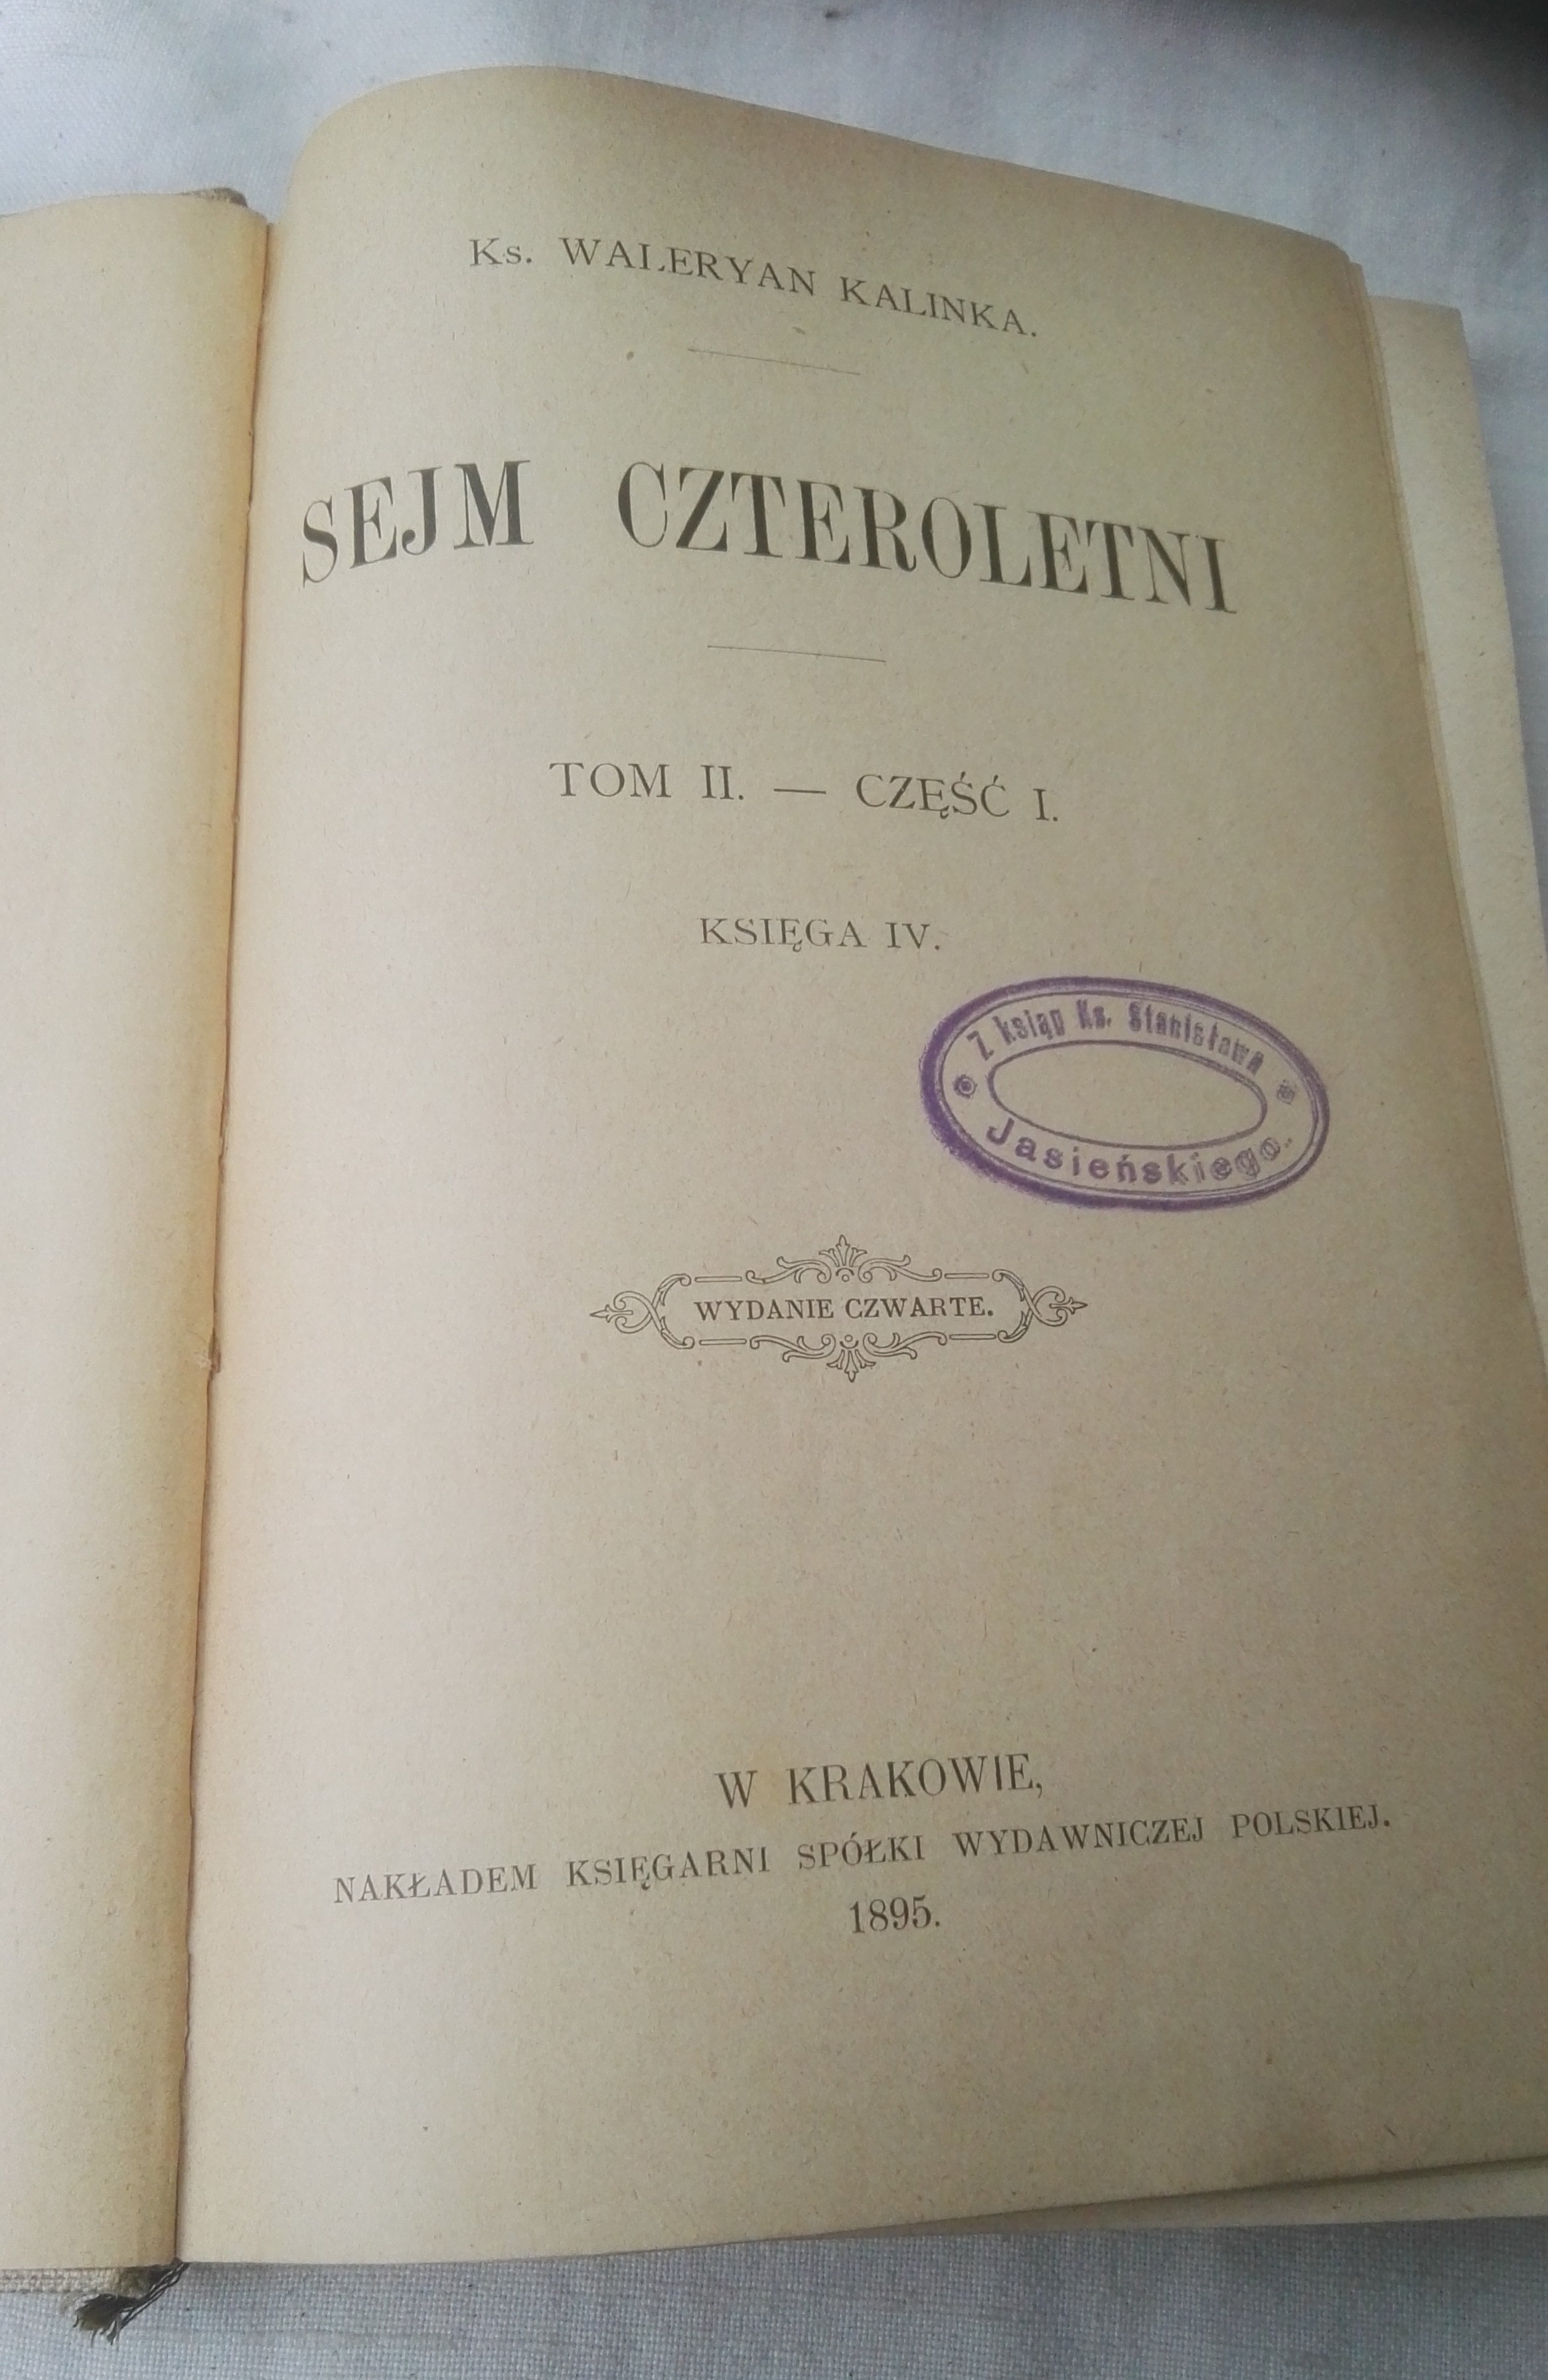 Ks. WALERYAN KALINKA.
SEJM CZTEROLETNI
TOM II. — CZĘŚĆ I.
KSIĘGA IV.
Z ksiąg Ks. Stanisława
Jasieńskiego.
WYDANIE CZWARTE.
W KRAKOWIE,
NAKŁADEM KSIĘGARNI SPÓŁKI WYDAWNICZEJ POLSKIEJ.
1895.